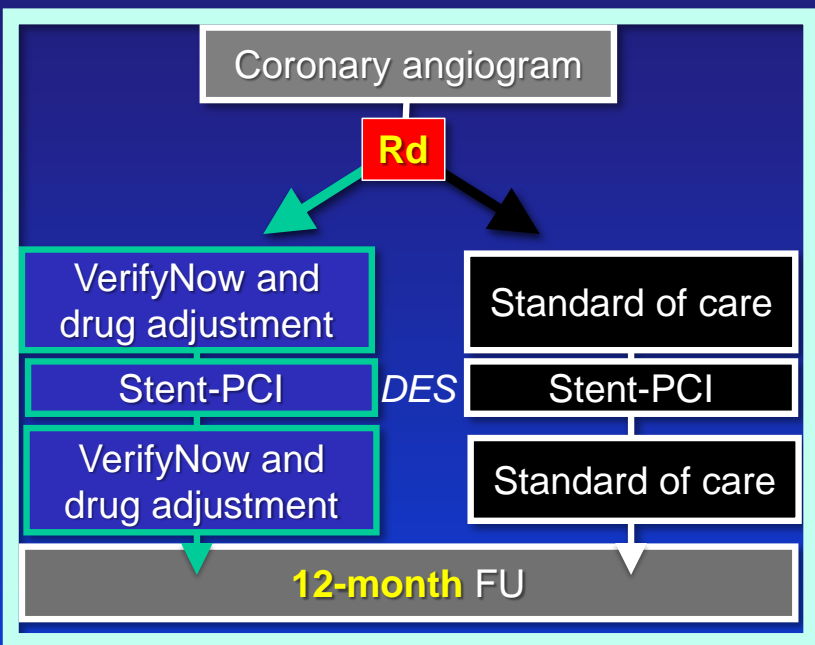 Coronary angiogram
Rd
VerifyNow and
drug adjustment
Standard of care
Stent-PCI
DES
Stent-PCI
VerifyNow and
drug adjustment
Standard of care
12-month FU